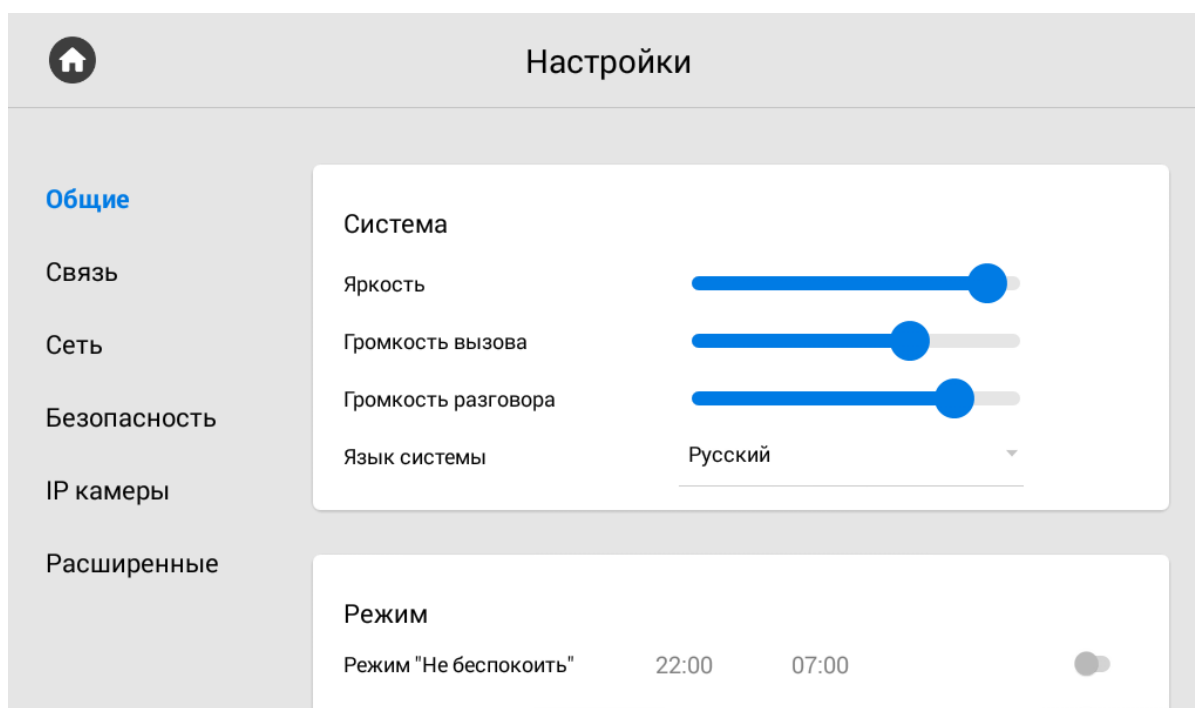 Настройки
Общие
Связь
Сеть
Безопасность
IP камеры
Расширенные
Система
Яркость
Громкость вызова
Громкость разговора
Язык системы Русский
Режим
Режим "Не беспокоить" 22:00 07:00